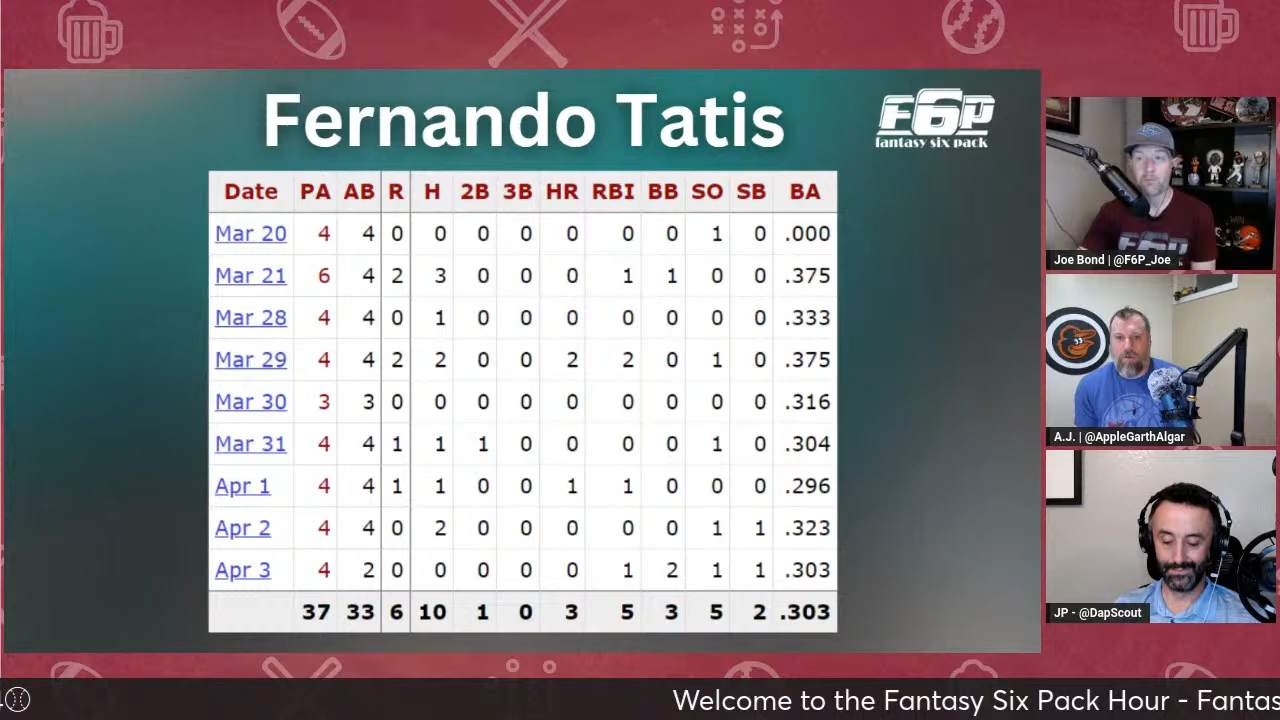 Fernando Tatis
F6P
fantasy six pack
Date PA AB R H 2B 3B HR RBI BB SO SB BA
Mar 20 4 4 0 0 0 0 0 0 0 1 0 .000
Mar 21 6 4 2 3 0 0 0 1 1 0 0 .375
Mar 28 4 4 0 1 0 0 0 0 0 0 0 .333
Mar 29 4 4 2 2 0 0 2 2 0 1 0 .375
Mar 30 3 3 0 0 0 0 0 0 0 0 0 .316
Mar 31 4 4 1 1 1 0 0 0 0 1 0 .304
Apr 1 4 4 1 1 0 0 1 1 0 0 0 .296
Apr 2 4 4 0 2 0 0 0 0 0 1 1 .323
Apr 3 4 2 0 0 0 0 0 1 2 1 1 .303
37 33 6 10 1 0 3 5 3 5 2 .303
F6P
Joe Bond | @F6P_Joe
A.J. | @AppleGarthAlgar
JP - @DapScout
Welcome to the Fantasy Six Pack Hour - Fantas